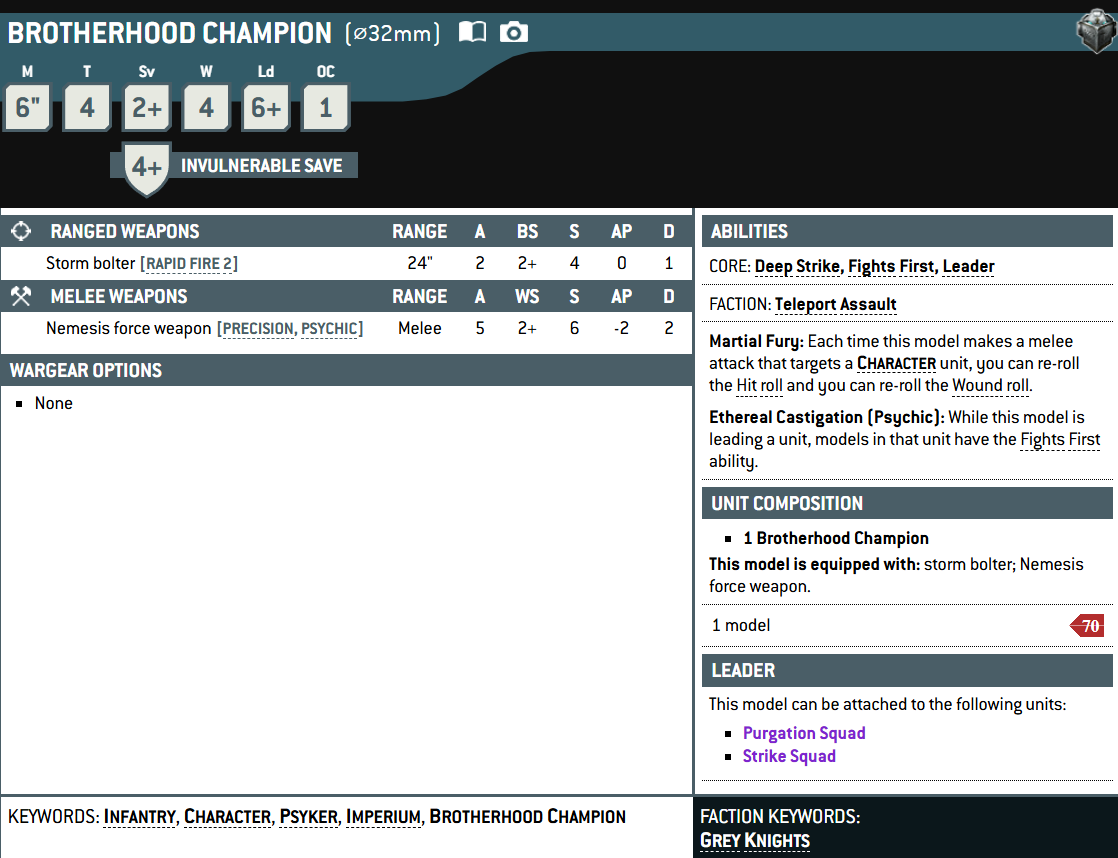 BROTHERHOOD CHAMPION (⌀32mm)
M T Sv W Ld OC
6" 4 2+ 4 6+ 1
4+ INVULNERABLE SAVE
RANGED WEAPONS RANGE A BS S AP D
Storm bolter [RAPID FIRE 2] 24" 2 2+ 4 0 1
MELEE WEAPONS RANGE A WS S AP D
Nemesis force weapon [PRECISION, PSYCHIC] Melee 5 2+ 6 -2 2
WARGEAR OPTIONS
▪ None
ABILITIES
CORE: Deep Strike, Fights First, Leader
FACTION: Teleport Assault
Martial Fury: Each time this model makes a melee
attack that targets a CHARACTER unit, you can re-roll
the Hit roll and you can re-roll the Wound roll.
Ethereal Castigation (Psychic): While this model is
leading a unit, models in that unit have the Fights First
ability.
UNIT COMPOSITION
▪ 1 Brotherhood Champion
This model is equipped with: storm bolter; Nemesis
force weapon.
1 model 70
LEADER
This model can be attached to the following units:
▪ Purgation Squad
▪ Strike Squad
KEYWORDS: INFANTRY, CHARACTER, PSYKER, IMPERIUM, BROTHERHOOD CHAMPION
FACTION KEYWORDS:
GREY KNIGHTS